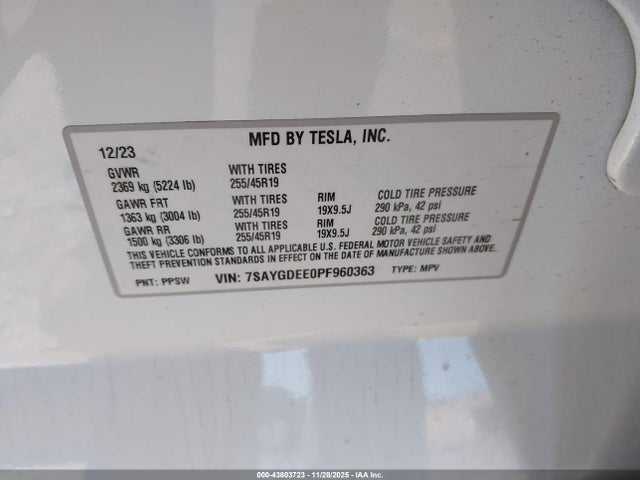 MFD BY TESLA, INC.
12/23
GVWR WITH TIRES
2369 kg (5224 lb) 255/45R19
GAWR FRT WITH TIRES RIM COLD TIRE PRESSURE
1363 kg (3004 lb) 255/45R19 19X9.5J 290 kPa, 42 psi
GAWR RR WITH TIRES RIM COLD TIRE PRESSURE
1500 kg (3306 lb) 255/45R19 19X9.5J 290 kPa, 42 psi
THIS VEHICLE CONFORMS TO ALL APPLICABLE U.S. FEDERAL MOTOR VEHICLE SAFETY AND
THEFT PREVENTION STANDARDS IN EFFECT ON THE DATE OF MANUFACTURE SHOWN ABOVE.
PNT: PPSW VIN: 7SAYGDEE0PF960363 TYPE: MPV
000-43803723 | 11/28/2025 | IAA Inc.